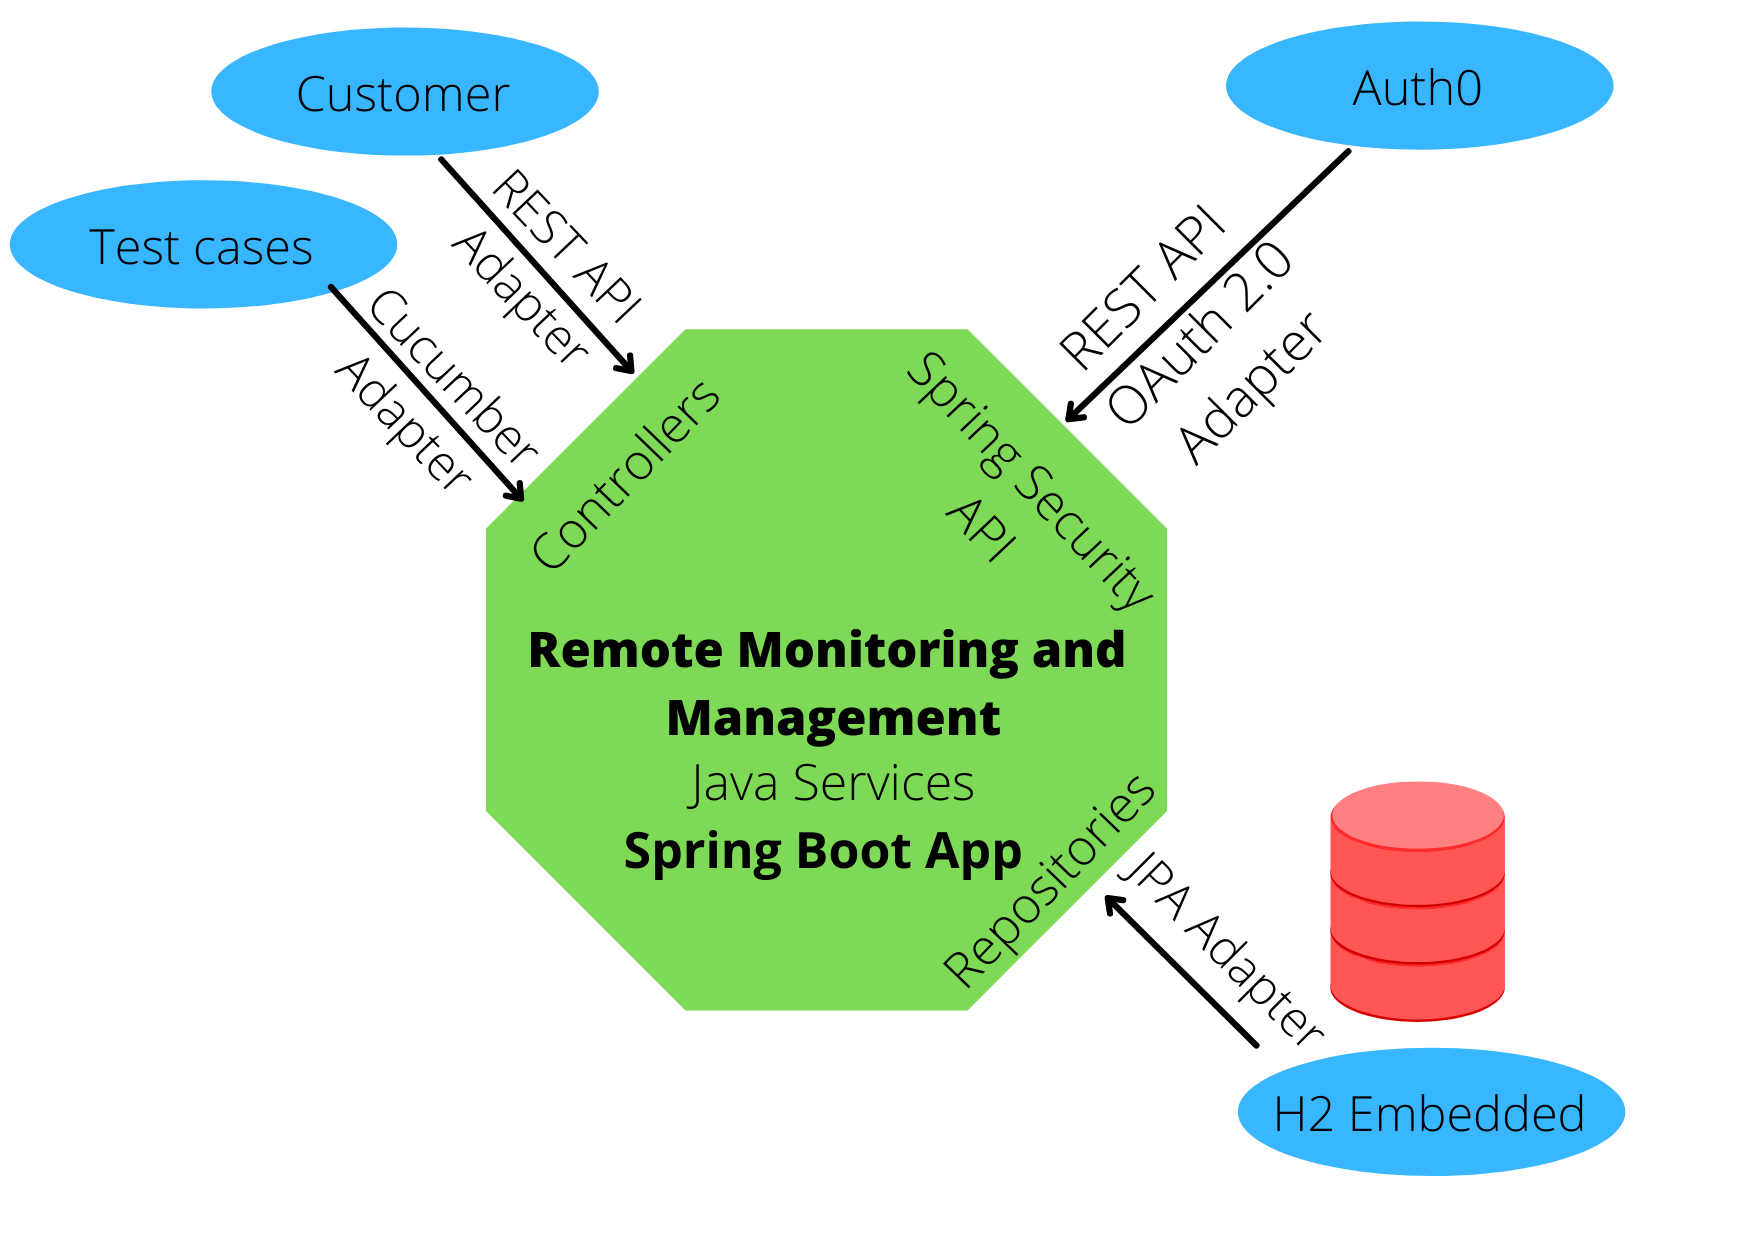 Customer
Auth0
Test cases
REST API
Adapter
Cucumber
Adapter
REST API
OAuth 2.0
Adapter
Controllers
Spring Security
API
Remote Monitoring and
Management
Java Services
Spring Boot App
Repositories
JPA Adapter
H2 Embedded